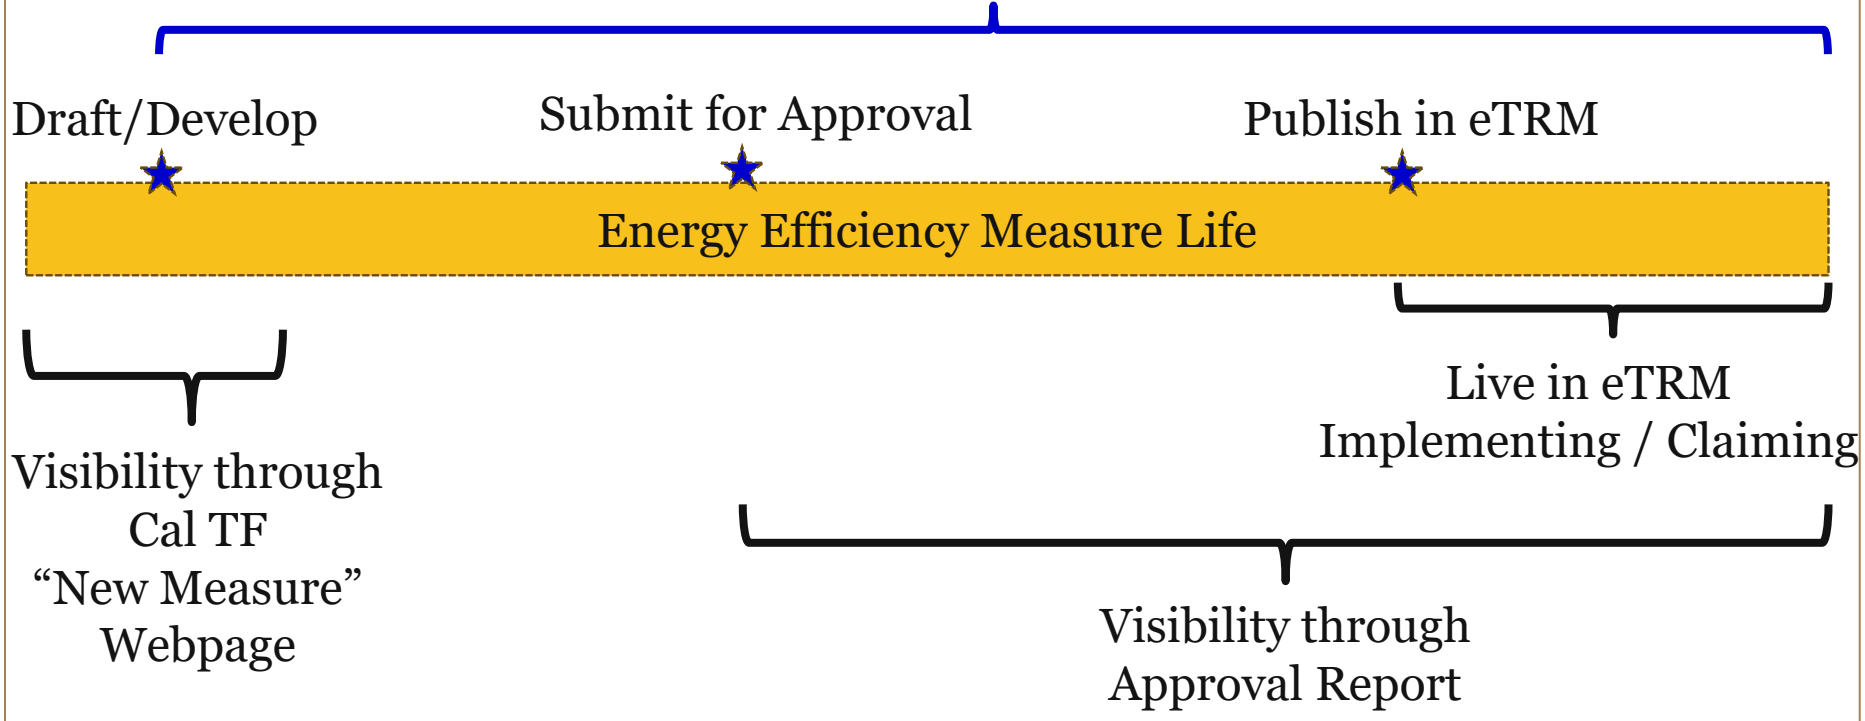 Draft/Develop
Submit for Approval
Publish in eTRM
Energy Efficiency Measure Life
Live in eTRM
Implementing / Claiming
Visibility through
Cal TF
“New Measure”
Webpage
Visibility through
Approval Report